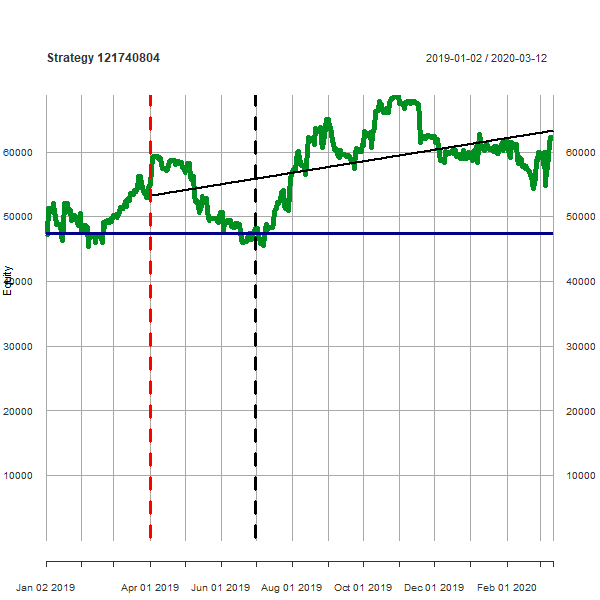 Strategy 121740804
2019-01-02 / 2020-03-12
60000
60000
50000
50000
Equity
40000
40000
30000
30000
20000
20000
10000
10000
Jan 02 2019
Apr 01 2019
Jun 01 2019
Aug 01 2019
Oct 01 2019
Dec 01 2019
Feb 01 2020